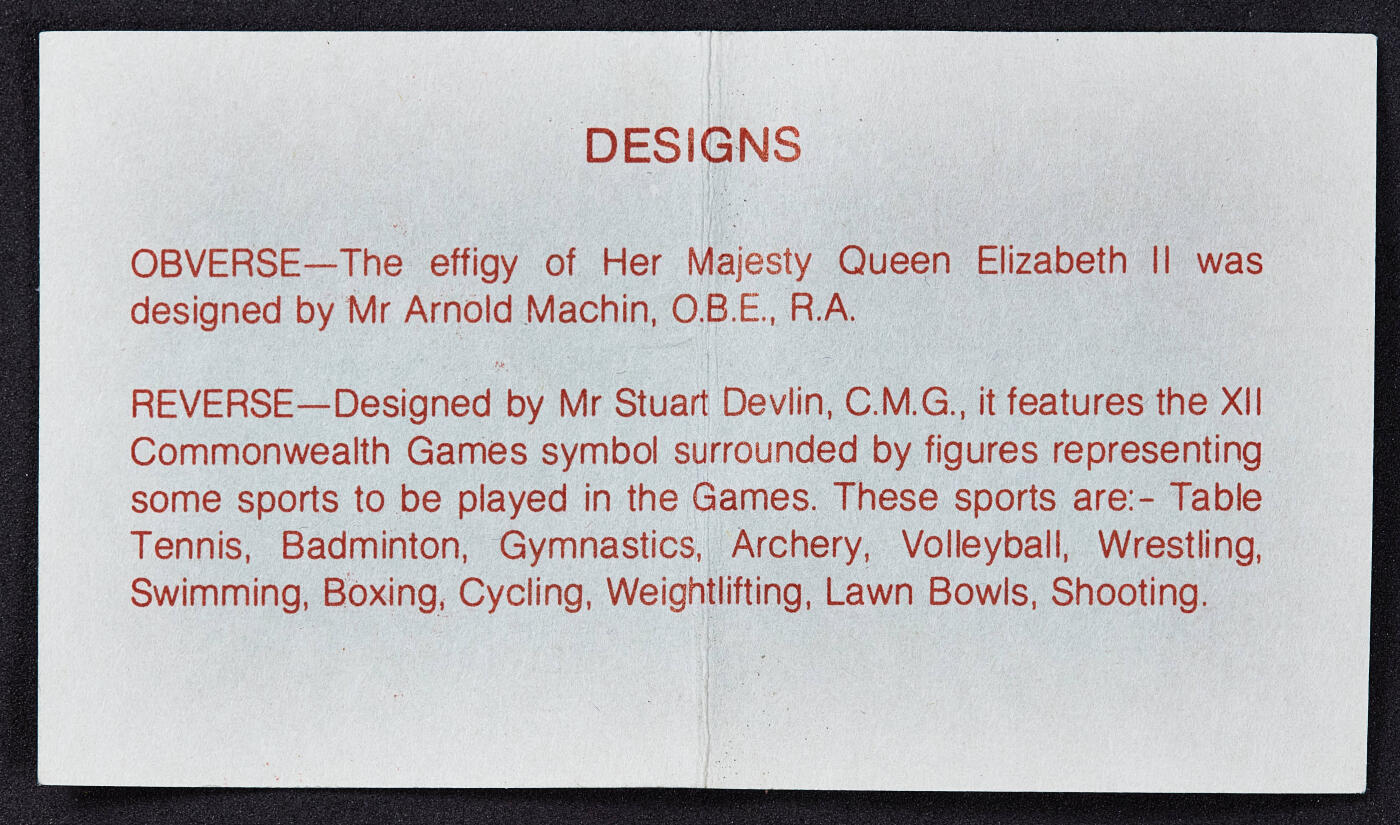 DESIGNS
OBVERSE—The effigy of Her Majesty Queen Elizabeth II was
designed by Mr Arnold Machin, O.B.E., R.A.
REVERSE—Designed by Mr Stuart Devlin, C.M.G., it features the XII
Commonwealth Games symbol surrounded by figures representing
some sports to be played in the Games. These sports are:- Table
Tennis, Badminton, Gymnastics, Archery, Volleyball, Wrestling,
Swimming, Boxing, Cycling, Weightlifting, Lawn Bowls, Shooting.